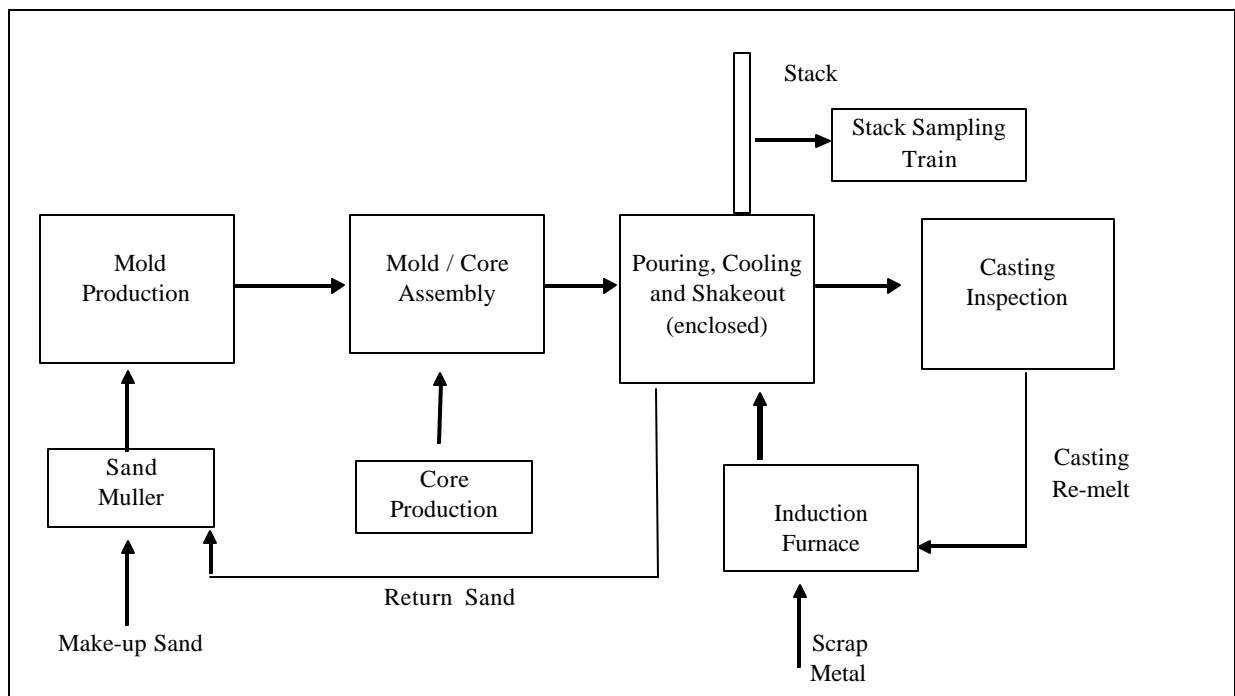 Stack
Stack Sampling
Train
Mold
Production
Mold / Core
Assembly
Pouring, Cooling
and Shakeout
(enclosed)
Casting
Inspection
Sand
Muller
Core
Production
Induction
Furnace
Casting
Re-melt
Return Sand
Make-up Sand
Scrap
Metal